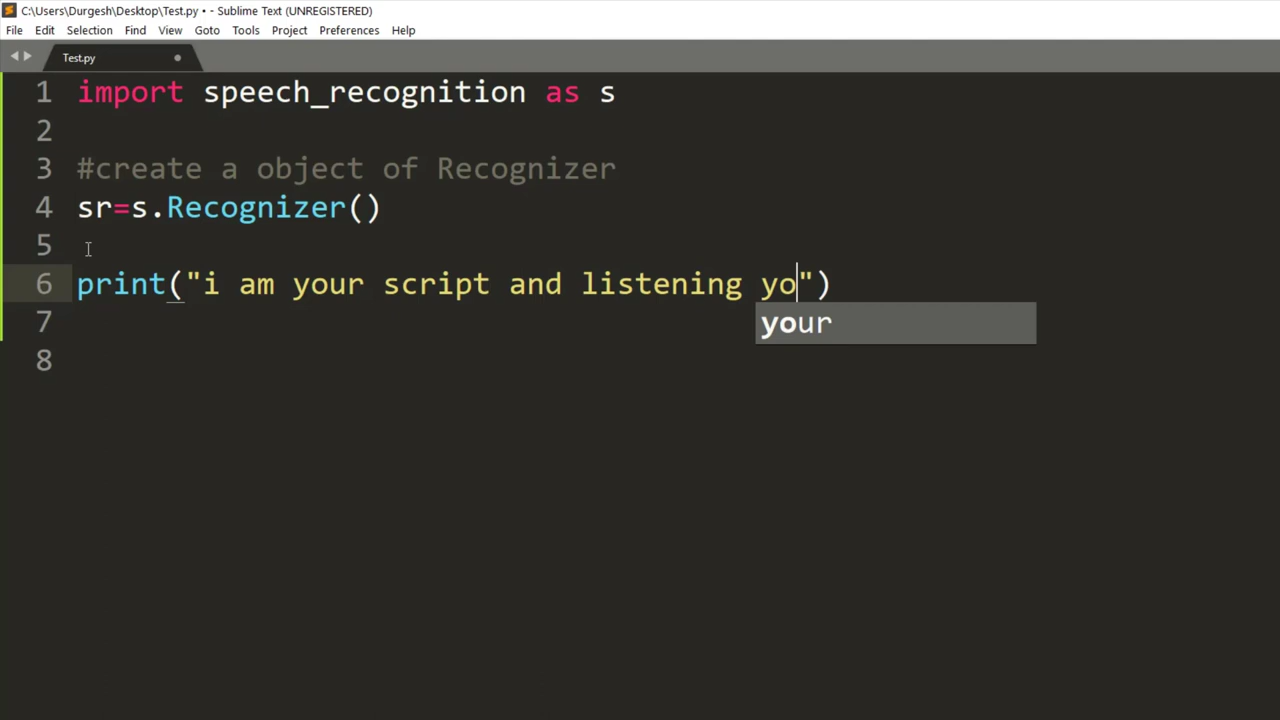 C:\Users\Durgesh\Desktop\Test.py • - Sublime Text (UNREGISTERED)
File Edit Selection Find View Goto Tools Project Preferences Help
Test.py
1 import speech_recognition as s
2
3 #create a object of Recognizer
4 sr=s.Recognizer()
5
6 print("i am your script and listening yo")
7 your
8